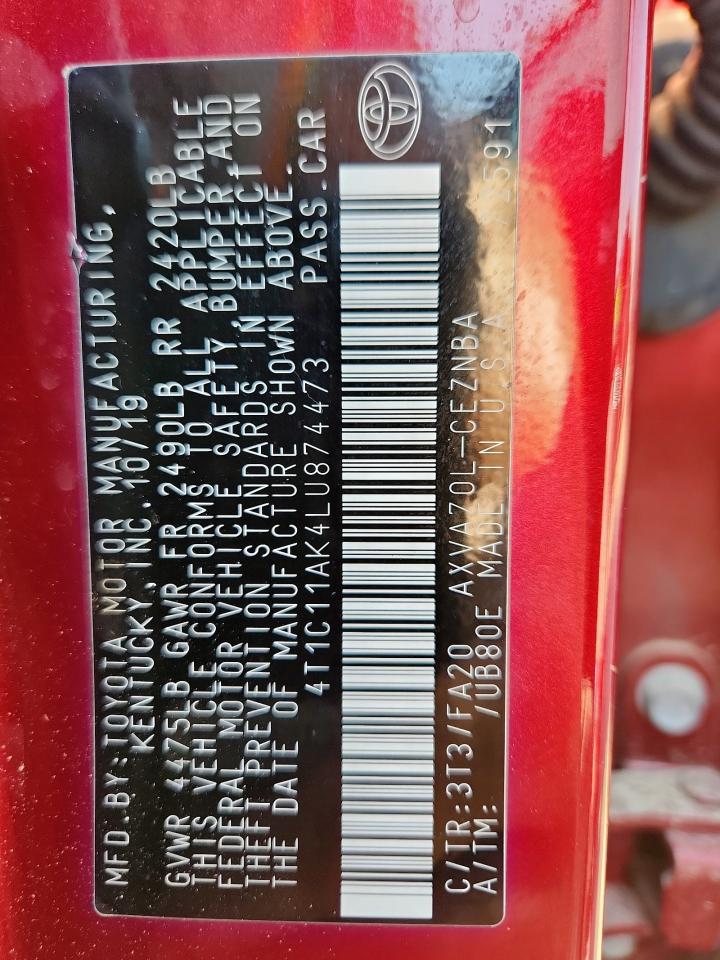 MFD.BY:TOYOTA MOTOR MANUFACTURING,
KENTUCKY, INC. 10/19
GVWR 4475LB GAWR FR 2490LB RR 2420LB
THIS VEHICLE CONFORMS TO ALL APPLICABLE
FEDERAL MOTOR VEHICLE SAFETY, BUMPER, AND
THEFT PREVENTION STANDARDS IN EFFECT ON
THE DATE OF MANUFACTURE SHOWN ABOVE.
4T1C11AK4LU874473 PASS.CAR
C/TR:3T3/FA20 AXVA70L-CEZNBA
A/TM: /UB80E MADE IN U.S.A. 2591